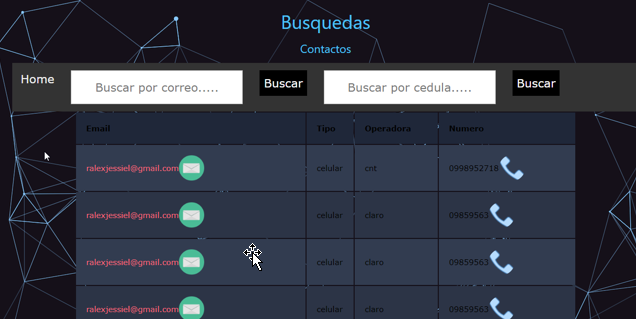 Busquedas
Contactos
Home Buscar por correo..... Buscar Buscar por cedula..... Buscar
Email Tipo Operadora Numero
ralexjessiel@gmail.com celular cnt 0998952718
ralexjessiel@gmail.com celular claro 09859563
ralexjessiel@gmail.com celular claro 09859563
ralexjessiel@gmail.com celular claro 09859563